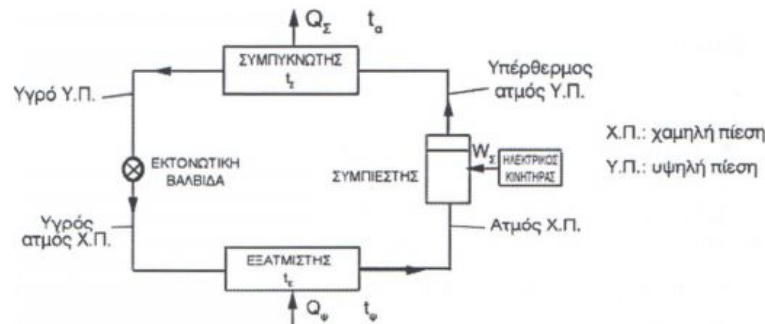 Q_Σ t_α
ΣΥΜΠΥΚΝΩΤΗΣ
t_Σ
Υγρό Υ.Π.
Υπέρθερμος
ατμός Υ.Π.
Χ.Π.: χαμηλή πίεση
Υ.Π.: υψηλή πίεση
ΕΚΤΟΝΩΤΙΚΗ
ΒΑΛΒΙΔΑ
ΣΥΜΠΙΕΣΤΗΣ
W_Σ
ΗΛΕΚΤΡΙΚΟΣ
ΚΙΝΗΤΗΡΑΣ
Υγρός
ατμός Χ.Π.
Ατμός Χ.Π.
ΕΞΑΤΜΙΣΤΗΣ
t_ε
Q_ψ t_ψ